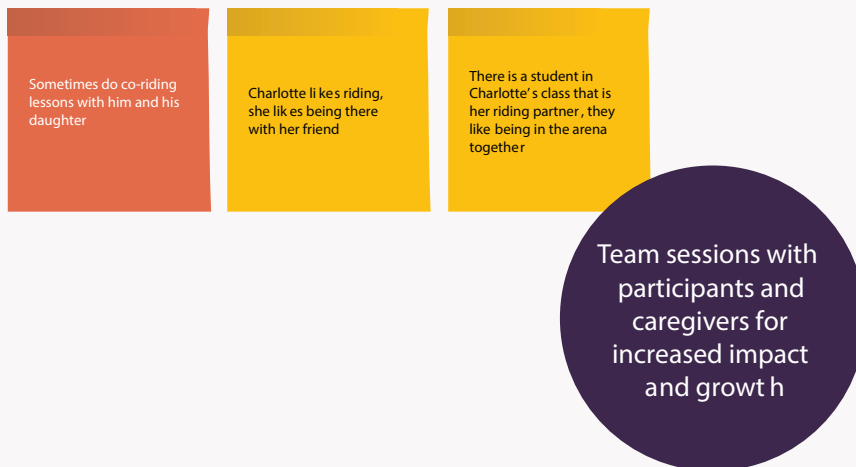 Sometimes do co-riding
lessons with him and his
daughter
Charlotte likes riding,
she likes being there
with her friend
There is a student in
Charlotte's class that is
her riding partner, they
like being in the arena
together
Team sessions with
participants and
caregivers for
increased impact
and growth